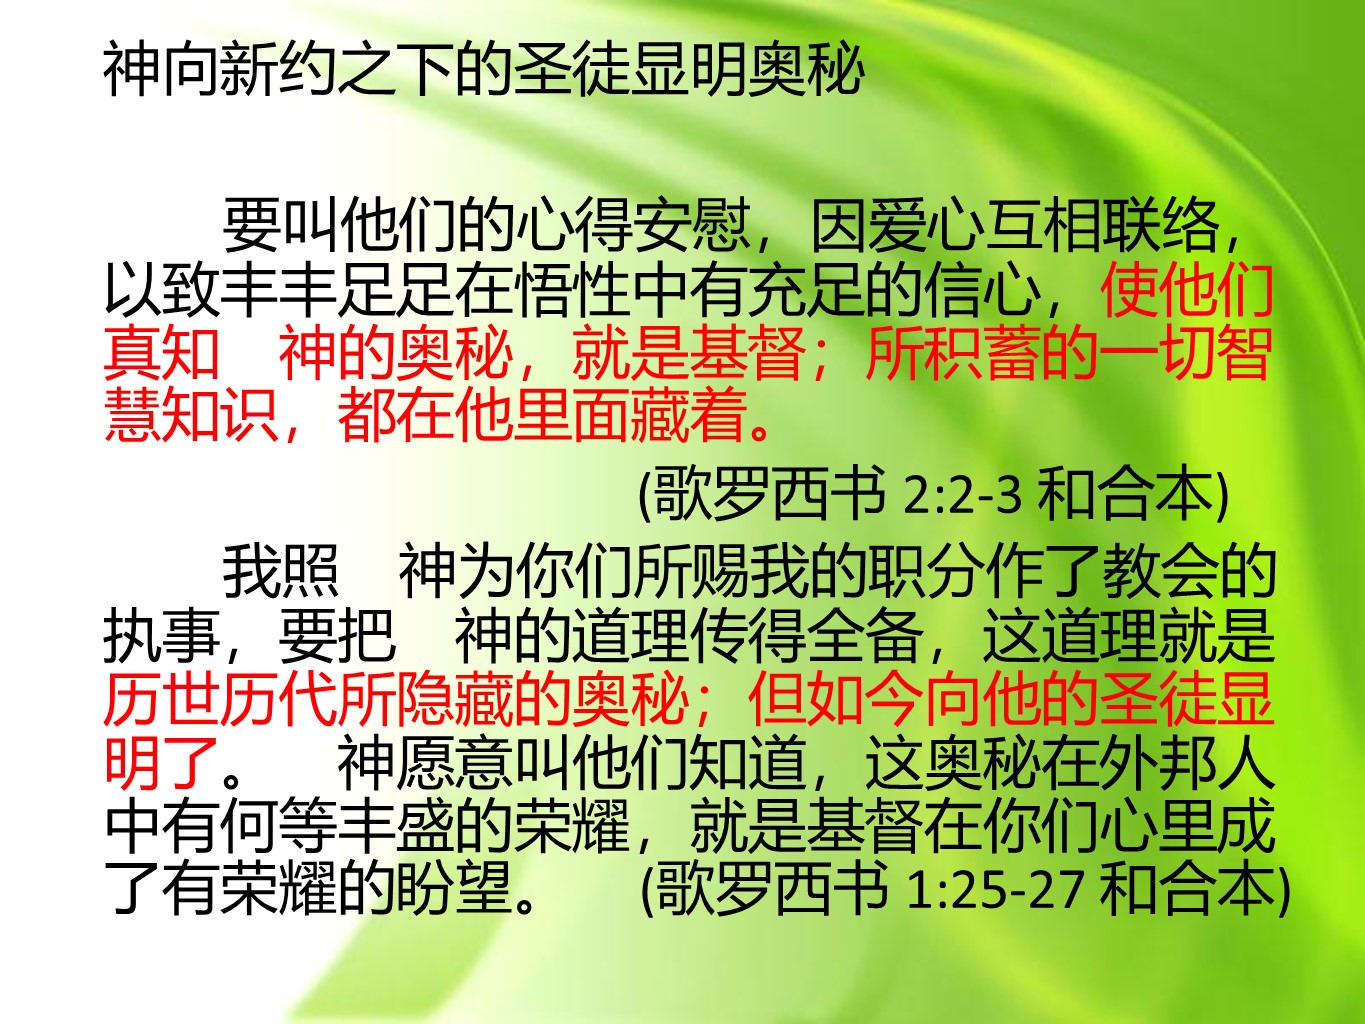 神向新约之下的圣徒显明奥秘
要叫他们的心得安慰，因爱心互相联络，
以致丰丰足足在悟性中有充足的信心，使他们
真知　神的奥秘，就是基督；所积蓄的一切智
慧知识，都在他里面藏着。
(歌罗西书 2:2-3 和合本)
我照　神为你们所赐我的职分作了教会的
执事，要把　神的道理传得全备，这道理就是
历世历代所隐藏的奥秘；但如今向他的圣徒显
明了。　神愿意叫他们知道，这奥秘在外邦人
中有何等丰盛的荣耀，就是基督在你们心里成
了有荣耀的盼望。　(歌罗西书 1:25-27 和合本)